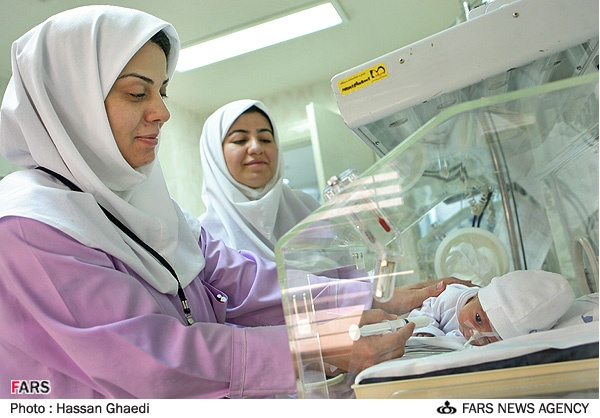 FARS
Photo : Hassan Ghaedi
FARS NEWS AGENCY